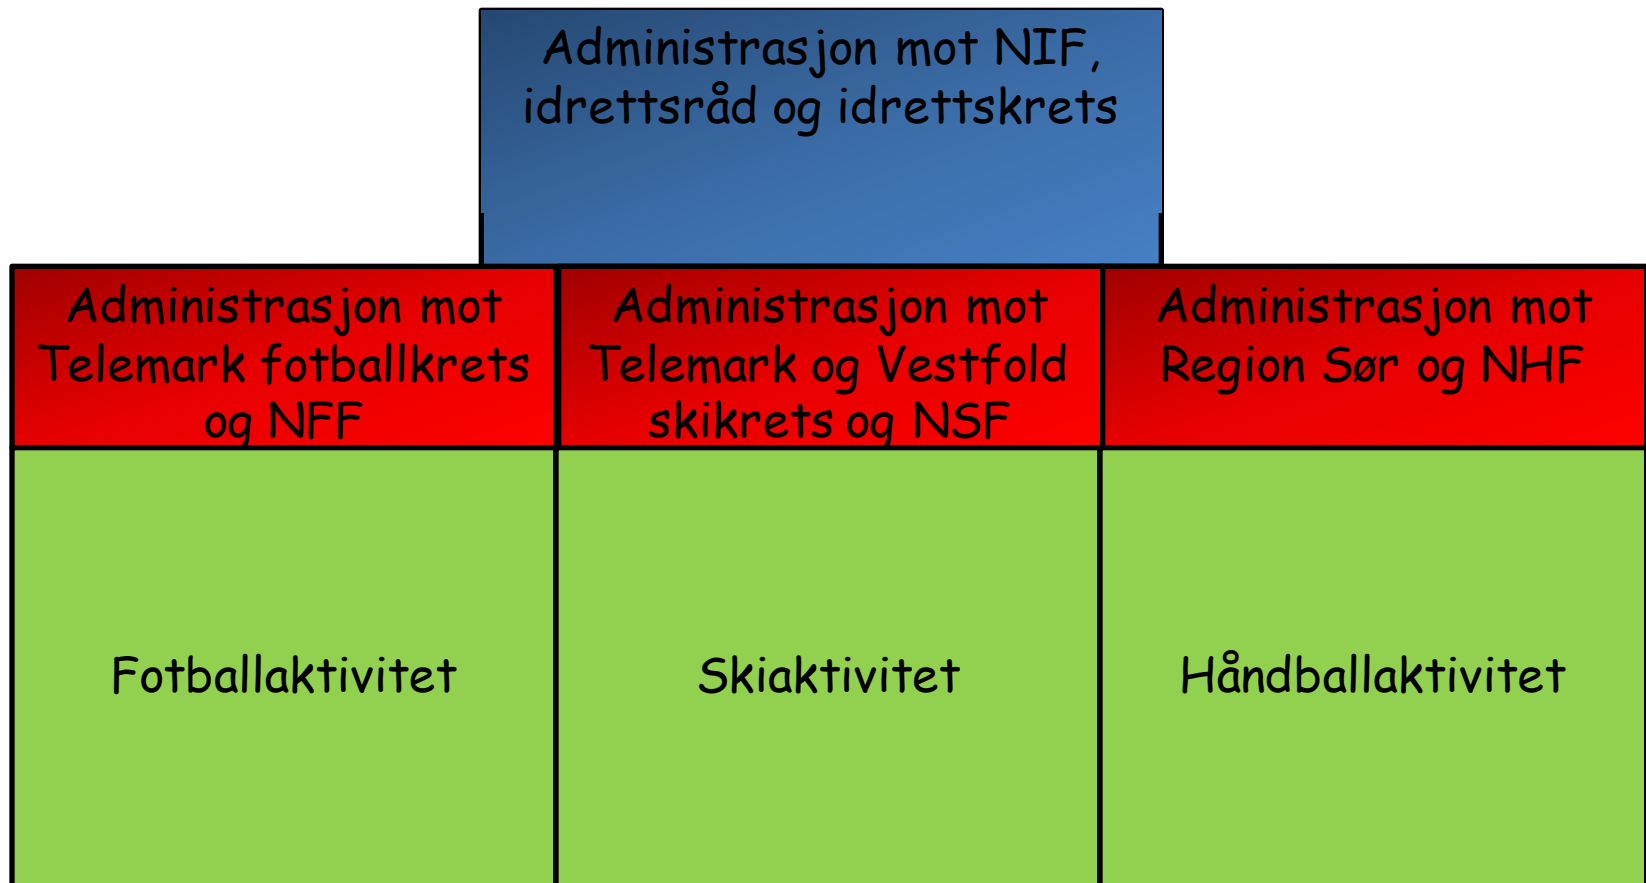 Administrasjon mot NIF,
idrettsråd og idrettskrets
Administrasjon mot
Telemark fotballkrets
og NFF
Administrasjon mot
Telemark og Vestfold
skikrets og NSF
Administrasjon mot
Region Sør og NHF
Fotballaktivitet
Skiaktivitet
Håndballaktivitet